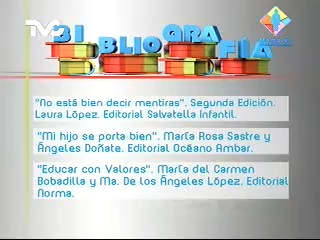 TV
BIBLIOGRAFÍA
"No está bien decir mentiras". Segunda Edición.
Laura López. Editorial Salvatella Infantil.
"Mi hijo se porta bien". María Rosa Sastre y
Ángeles Doñate. Editorial Océano Ambar.
"Educar con Valores". María del Carmen
Bobadilla y Ma. De los Ángeles López. Editorial
Norma.